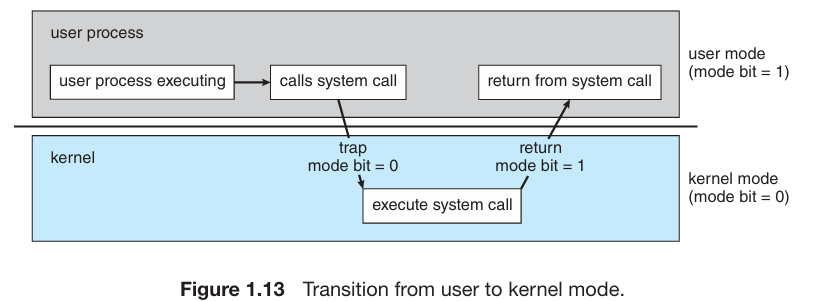 user process
user process executing
calls system call
return from system call
user mode
(mode bit = 1)
kernel
trap
mode bit = 0
return
mode bit = 1
execute system call
kernel mode
(mode bit = 0)
Figure 1.13 Transition from user to kernel mode.